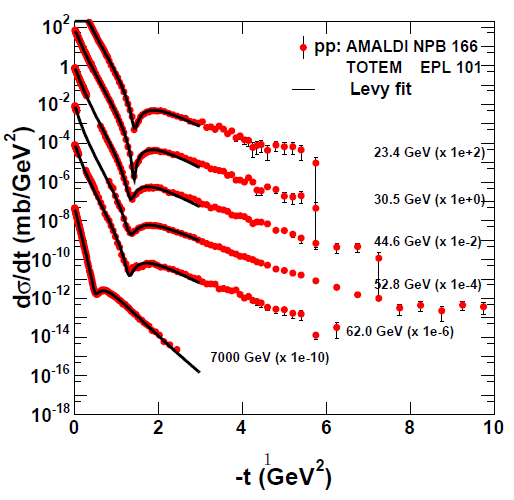 pp: AMALDI NPB 166
TOTEM EPL 101
Levy fit
dσ/dt (mb/GeV²)
10²
1
10⁻²
10⁻⁴
10⁻⁶
10⁻⁸
10⁻¹⁰
10⁻¹²
10⁻¹⁴
10⁻¹⁶
10⁻¹⁸
23.4 GeV (x 1e+2)
30.5 GeV (x 1e+0)
44.6 GeV (x 1e-2)
52.8 GeV (x 1e-4)
62.0 GeV (x 1e-6)
7000 GeV (x 1e-10)
0 2 4 6 8 10
1
-t (GeV²)